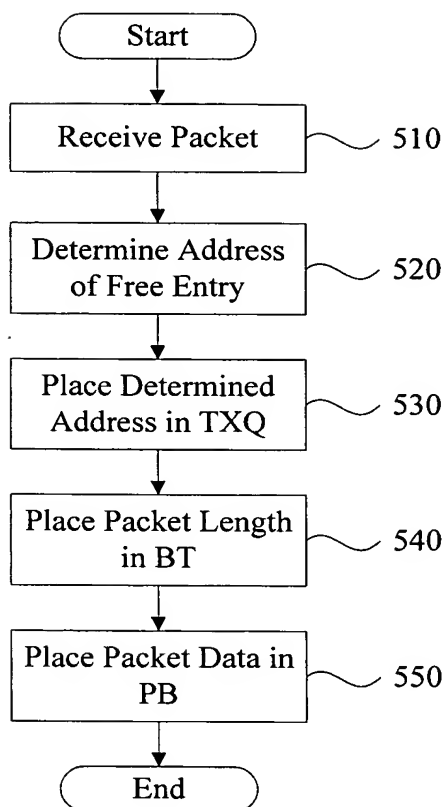 Start
Receive Packet
510
Determine Address
of Free Entry
520
Place Determined
Address in TXQ
530
Place Packet Length
in BT
540
Place Packet Data in
PB
550
End